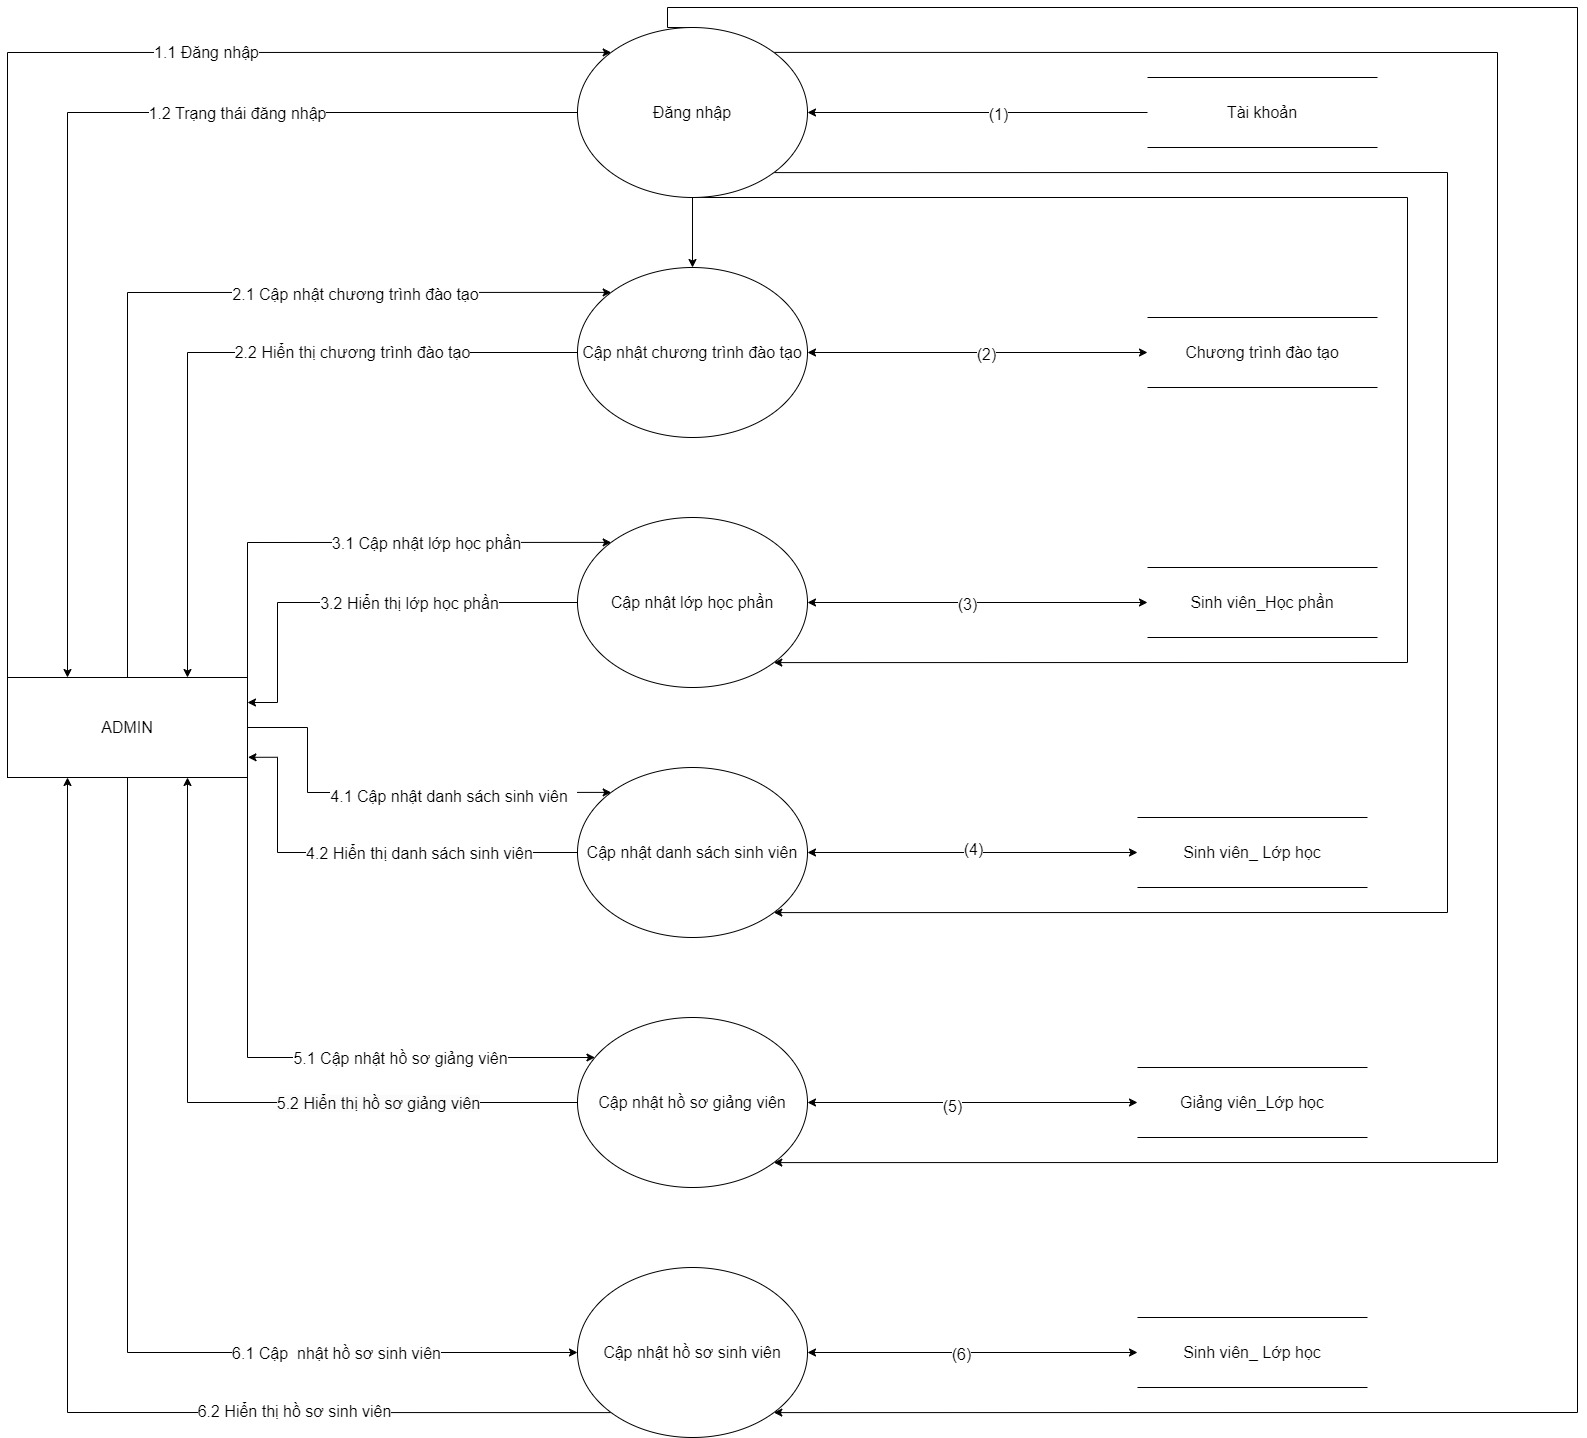 1.1 Đăng nhập
1.2 Trạng thái đăng nhập
Đăng nhập
(1)
Tài khoản
2.1 Cập nhật chương trình đào tạo
2.2 Hiển thị chương trình đào tạo
Cập nhật chương trình đào tạo
(2)
Chương trình đào tạo
3.1 Cập nhật lớp học phần
3.2 Hiển thị lớp học phần
Cập nhật lớp học phần
(3)
Sinh viên_Học phần
ADMIN
4.1 Cập nhật danh sách sinh viên
4.2 Hiển thị danh sách sinh viên
Cập nhật danh sách sinh viên
(4)
Sinh viên_ Lớp học
5.1 Cập nhật hồ sơ giảng viên
5.2 Hiển thị hồ sơ giảng viên
Cập nhật hồ sơ giảng viên
(5)
Giảng viên_Lớp học
6.1 Cập  nhật hồ sơ sinh viên
6.2 Hiển thị hồ sơ sinh viên
Cập nhật hồ sơ sinh viên
(6)
Sinh viên_ Lớp học